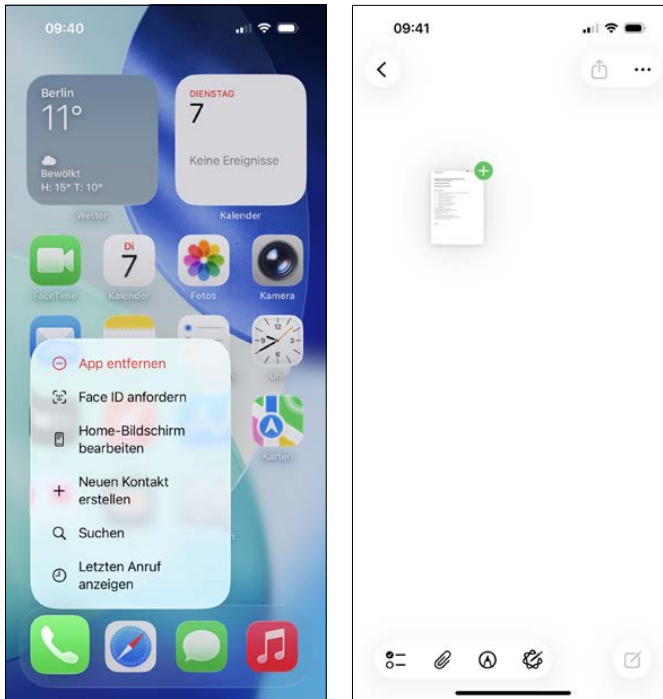 09:40
Berlin
11°
Bewölkt
H: 15° T: 10°
Wetter
DIENSTAG
7
Keine Ereignisse
Kalender
Di
7
FaceTime
Kalender
Fotos
Kamera
12
9
3
6
Uhr
Karten
App entfernen
Face ID anfordern
Home-Bildschirm
bearbeiten
Neuen Kontakt
erstellen
Suchen
Letzten Anruf
anzeigen
09:41